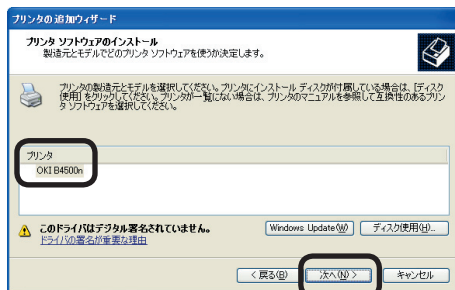 プリンタの追加ウィザード
プリンタ ソフトウェアのインストール
製造元とモデルでどのプリンタ ソフトウェアを使うか決定します。
プリンタの製造元とモデルを選択してください。プリンタにインストール ディスクが付属している場合は、[ディスク
使用] をクリックしてください。プリンタが一覧にない場合は、プリンタのマニュアルを参照して互換性のあるプリン
タ ソフトウェアを選択してください。
プリンタ
OKI B4500n
このドライバはデジタル署名されていません。
ドライバの署名が重要な理由
Windows Update(W)
ディスク使用(H)...
< 戻る(B)
次へ(N) >
キャンセル